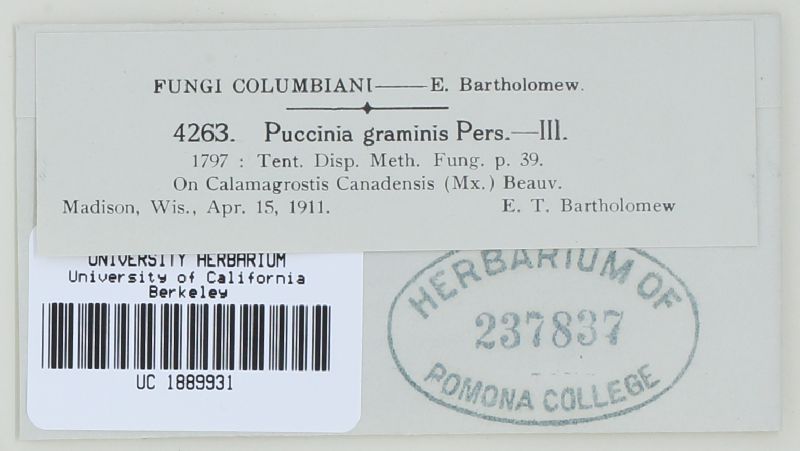 FUNGI COLUMBIANI——E. Bartholomew.
4263. Puccinia graminis Pers.—III.
1797 : Tent. Disp. Meth. Fung. p. 39.
On Calamagrostis Canadensis (Mx.) Beauv.
Madison, Wis., Apr. 15, 1911. E. T. Bartholomew
UNIVERSITY HERBARIUM
University of California
Berkeley
UC 1889931
HERBARIUM OF
237837
POMONA COLLEGE